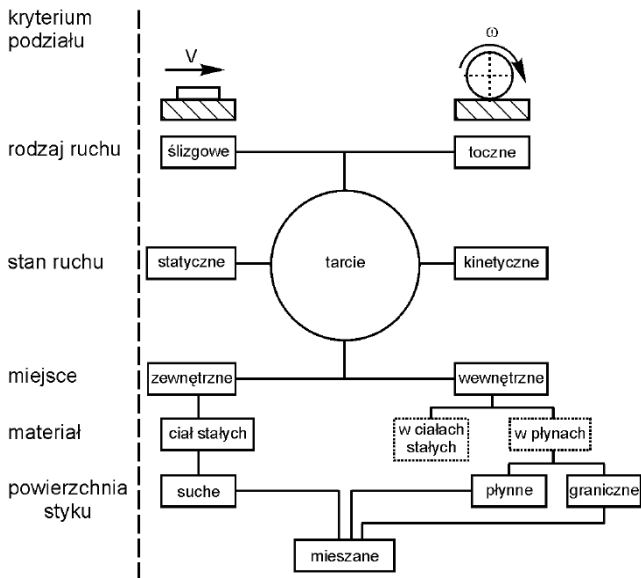 kryterium
podziału
V
ω
rodzaj ruchu
ślizgowe
toczne
stan ruchu
statyczne
tarcie
kinetyczne
miejsce
zewnętrzne
wewnętrzne
materiał
ciał stałych
w ciałach
stałych
w płynach
powierzchnia
styku
suche
płynne
graniczne
mieszane